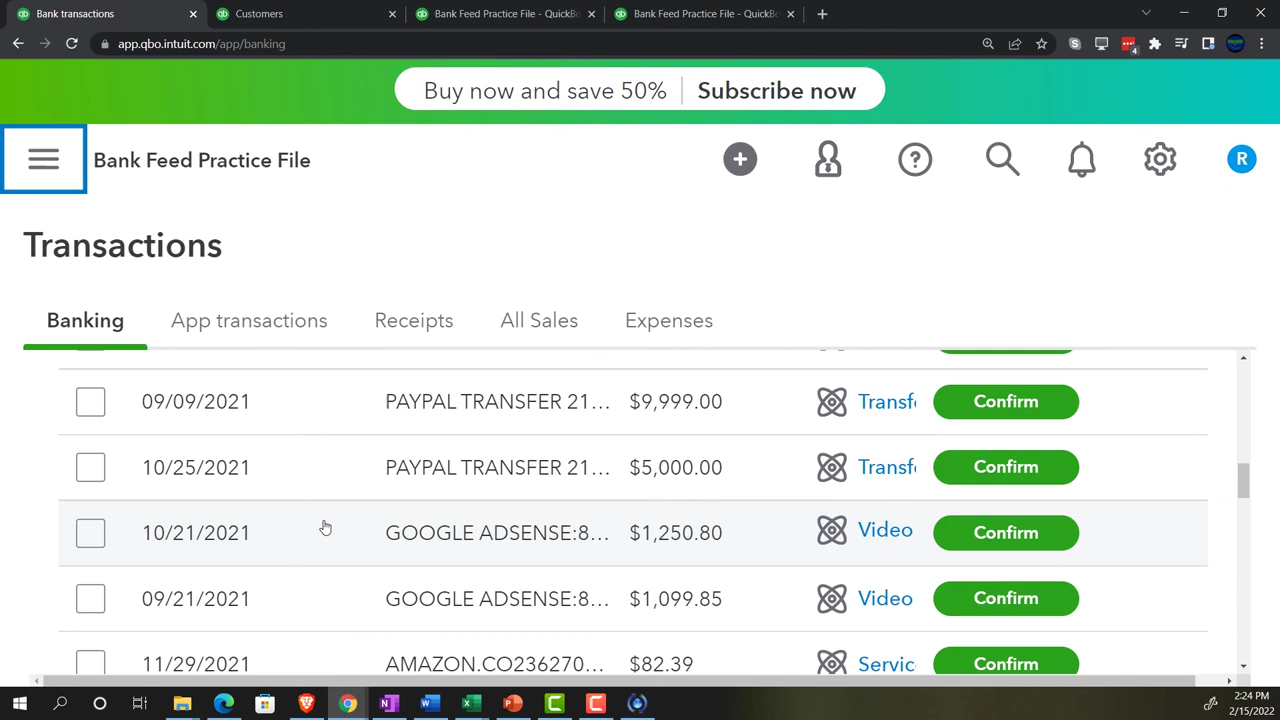 Bank transactions
Customers
Bank Feed Practice File - QuickBo
Bank Feed Practice File - QuickBo
app.qbo.intuit.com/app/banking
4
Buy now and save 50% Subscribe now
Bank Feed Practice File
R
Transactions
Banking App transactions Receipts All Sales Expenses
09/09/2021 PAYPAL TRANSFER 21... $9,999.00 Transf Confirm
10/25/2021 PAYPAL TRANSFER 21... $5,000.00 Transf Confirm
10/21/2021 GOOGLE ADSENSE:8... $1,250.80 Video Confirm
09/21/2021 GOOGLE ADSENSE:8... $1,099.85 Video Confirm
11/29/2021 AMAZON.CO236270... $82.39 Servic Confirm
2:24 PM
2/15/2022